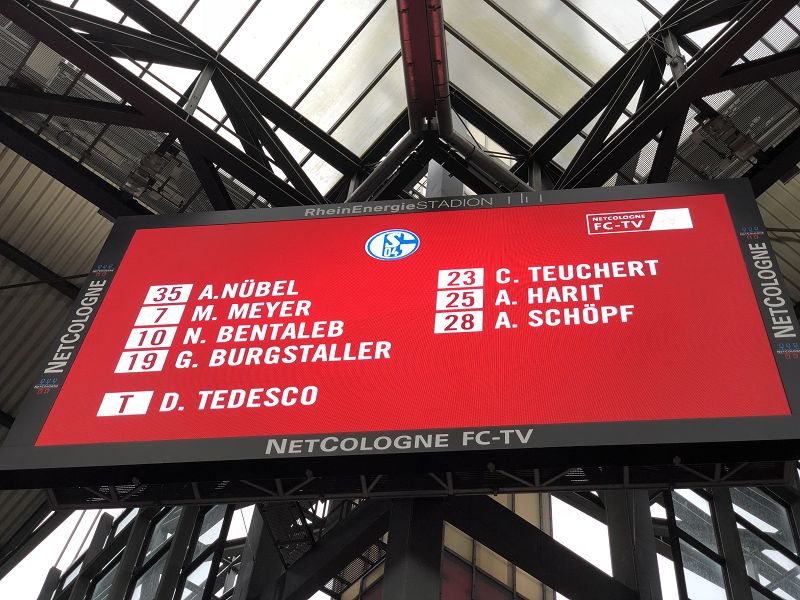 RheinEnergieSTADION
NETCOLOGNE
FC-TV
S04
35 A.NÜBEL
7 M. MEYER
10 N. BENTALEB
19 G. BURGSTALLER
T D. TEDESCO
23 C. TEUCHERT
25 A. HARIT
28 A. SCHÖPF
NETCOLOGNE
NETCOLOGNE
NETCOLOGNE FC-TV